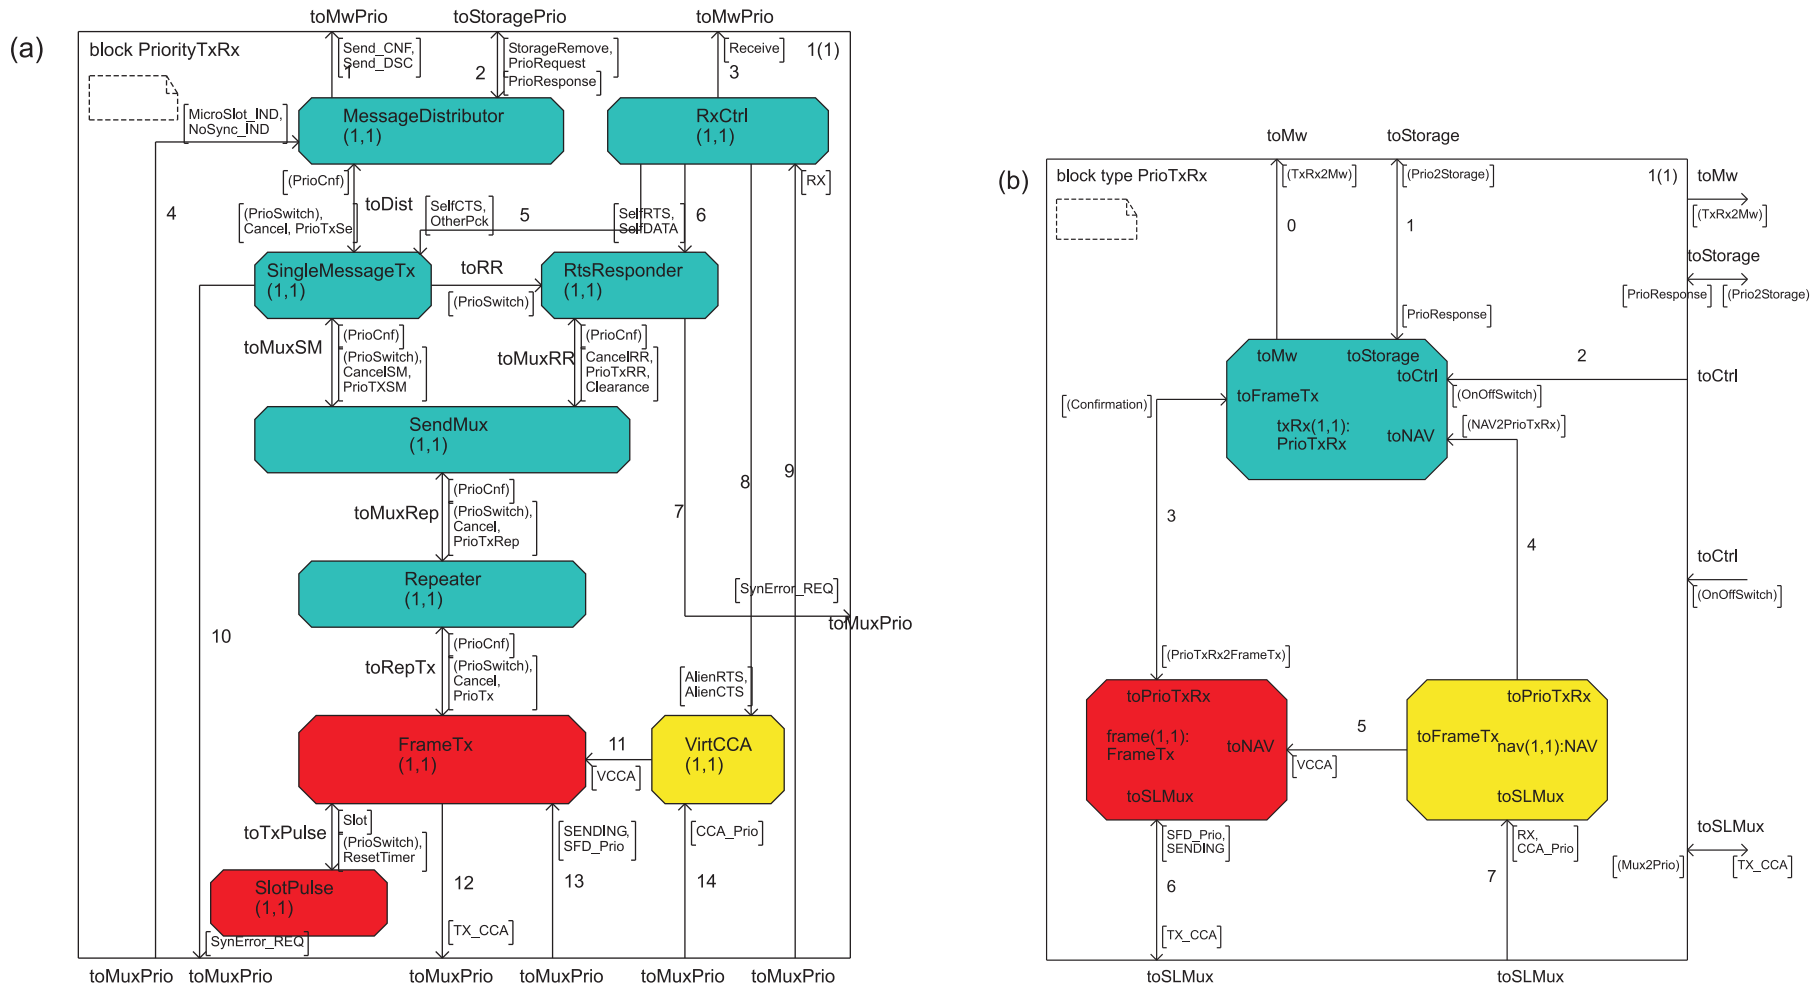 (a)
toMwPrio
toStoragePrio
toMwPrio
block PriorityTxRx
1(1)
Send_CNF,
Send_DSC
1
StorageRemove,
PrioRequest
2
PrioResponse
Receive
3
MicroSlot_IND,
NoSync_IND
MessageDistributor
(1,1)
RxCtrl
(1,1)
(PrioCnf)
RX
4
toDist
SelfCTS,
OtherPck
5
SelfRTS,
SelfDATA
6
(PrioSwitch),
Cancel, PrioTxSe
SingleMessageTx
(1,1)
toRR
(PrioSwitch)
RtsResponder
(1,1)
toMuxSM
(PrioCnf)
(PrioSwitch),
CancelSM,
PrioTXSM
toMuxRR
(PrioCnf)
CancelRR,
PrioTxRR,
Clearance
SendMux
(1,1)
9
8
7
toMuxRep
(PrioCnf)
(PrioSwitch),
Cancel,
PrioTxRep
Repeater
(1,1)
SynError_REQ
toMuxPrio
10
toRepTx
(PrioCnf)
(PrioSwitch),
Cancel,
PrioTx
AlienRTS,
AlienCTS
FrameTx
(1,1)
11
VCCA
VirtCCA
(1,1)
toTxPulse
Slot
(PrioSwitch),
ResetTimer
SENDING,
SFD_Prio
CCA_Prio
SlotPulse
(1,1)
12
13
14
SynError_REQ
TX_CCA
toMuxPrio
toMuxPrio
toMuxPrio
toMuxPrio
toMuxPrio
toMuxPrio
(b)
toMw
toStorage
block type PrioTxRx
1(1)
(TxRx2Mw)
(Prio2Storage)
toMw
(TxRx2Mw)
0
1
toStorage
PrioResponse
(Prio2Storage)
PrioResponse
toMw
toStorage
toCtrl
2
toCtrl
(OnOffSwitch)
(Confirmation)
toFrameTx
txRx(1,1):
PrioTxRx
toNAV
(NAV2PrioTxRx)
3
4
toCtrl
(OnOffSwitch)
(PrioTxRx2FrameTx)
toPrioTxRx
frame(1,1):
FrameTx
toNAV
toSLMux
5
VCCA
toPrioTxRx
toFrameTx
nav(1,1):NAV
toSLMux
SFD_Prio,
SENDING
6
TX_CCA
RX,
CCA_Prio
7
toSLMux
(Mux2Prio)
TX_CCA
toSLMux
toSLMux